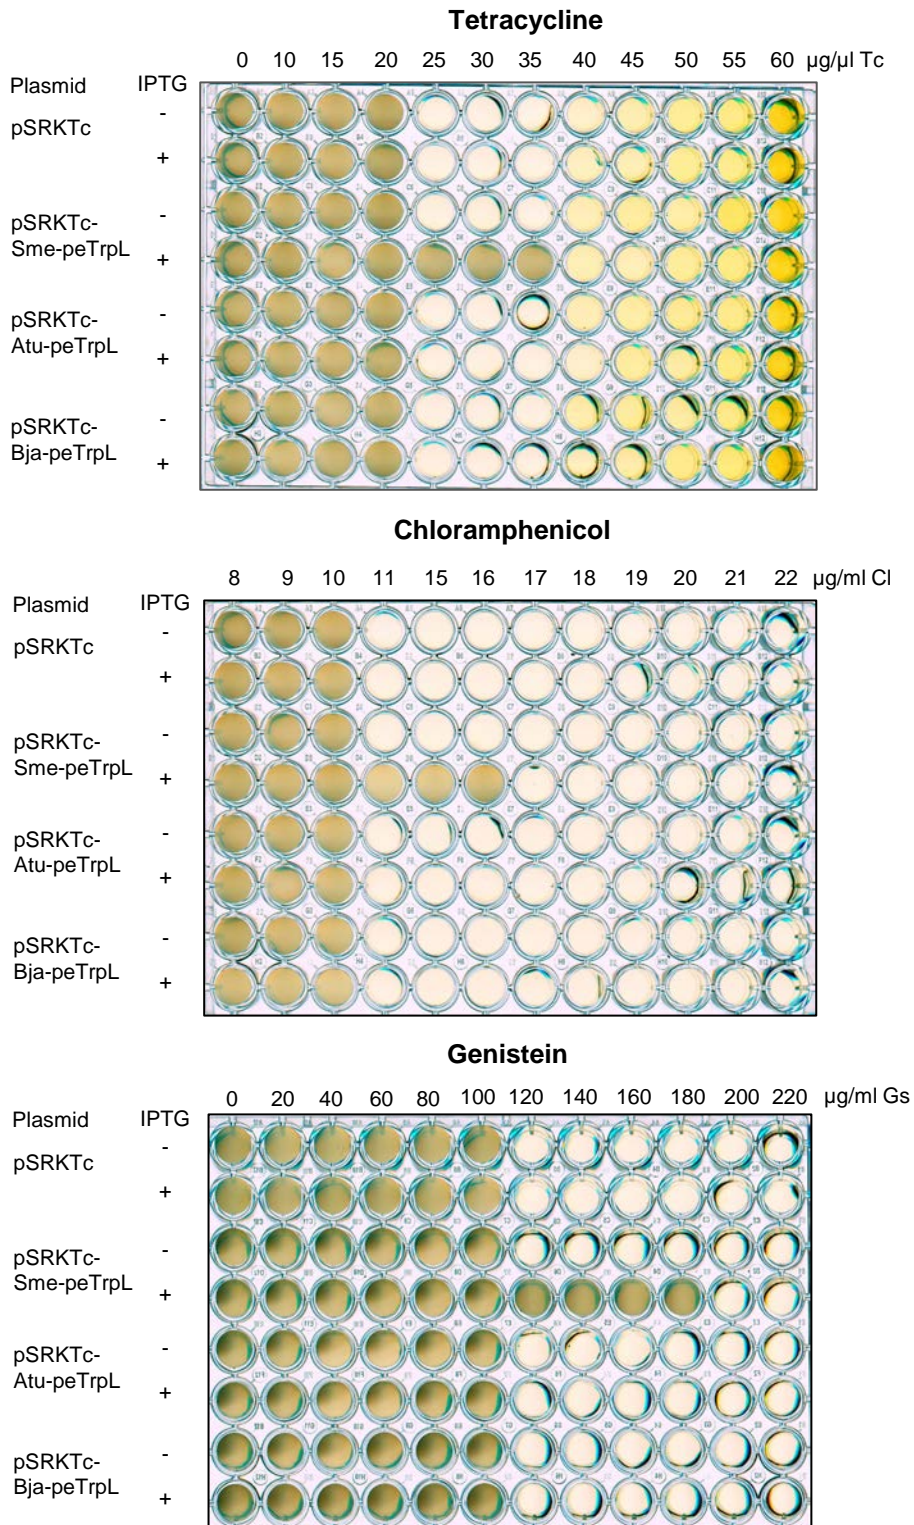 Tetracycline
0 10 15 20 25 30 35 40 45 50 55 60 µg/µl Tc
Plasmid IPTG
pSRKTc
-
+
pSRKTc-
Sme-peTrpL
-
+
pSRKTc-
Atu-peTrpL
-
+
pSRKTc-
Bja-peTrpL
-
+
Chloramphenicol
8 9 10 11 15 16 17 18 19 20 21 22 µg/ml Cl
Plasmid IPTG
pSRKTc
-
+
pSRKTc-
Sme-peTrpL
-
+
pSRKTc-
Atu-peTrpL
-
+
pSRKTc-
Bja-peTrpL
-
+
Genistein
0 20 40 60 80 100 120 140 160 180 200 220 µg/ml Gs
Plasmid IPTG
pSRKTc
-
+
pSRKTc-
Sme-peTrpL
-
+
pSRKTc-
Atu-peTrpL
-
+
pSRKTc-
Bja-peTrpL
-
+